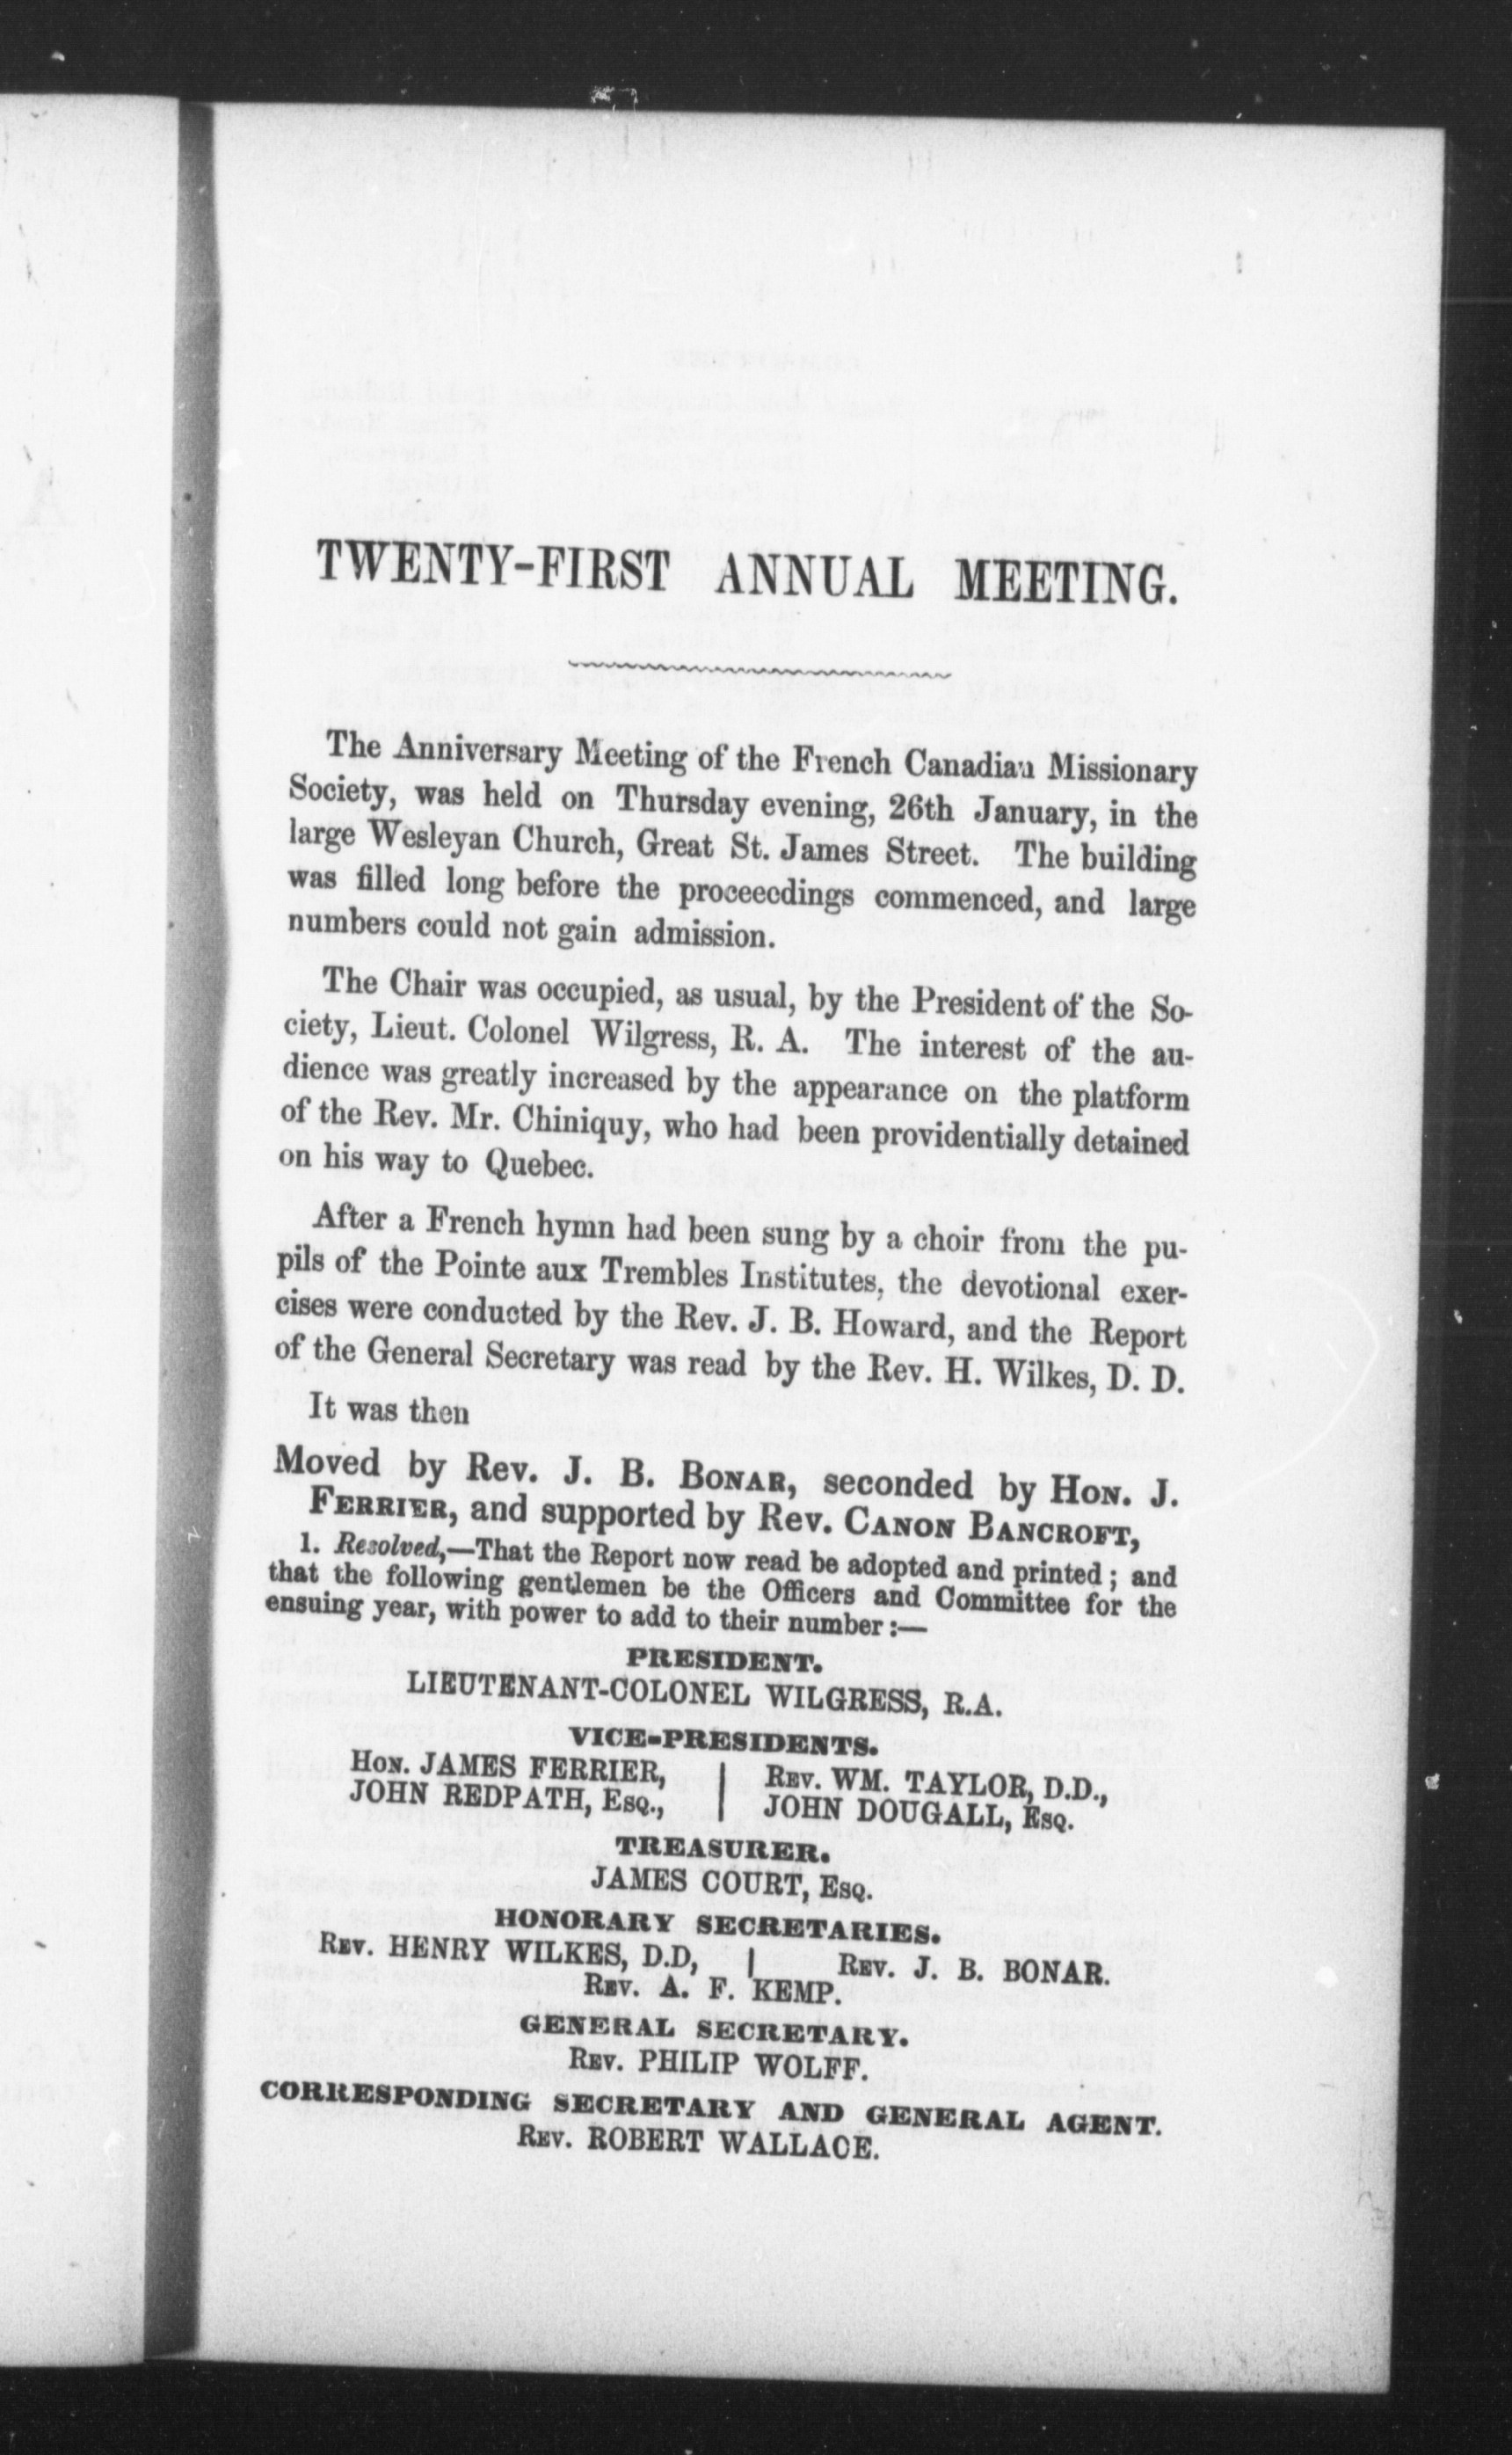 TWENTY-FIRST ANNUAL MEETING.
The Anniversary Meeting of the French Canadian Missionary
Society, was held on Thursday evening, 26th January, in the
large Wesleyan Church, Great St. James Street. The building
was filled long before the proceecdings commenced, and large
numbers could not gain admission.
The Chair was occupied, as usual, by the President of the So-
ciety, Lieut. Colonel Wilgress, R. A. The interest of the au-
dience was greatly increased by the appearance on the platform
of the Rev. Mr. Chiniquy, who had been providentially detained
on his way to Quebec.
After a French hymn had been sung by a choir from the pu-
pils of the Pointe aux Trembles Institutes, the devotional exer-
cises were conducted by the Rev. J. B. Howard, and the Report
of the General Secretary was read by the Rev. H. Wilkes, D. D.
It was then
Moved by Rev. J. B. BONAR, seconded by HON. J.
FERRIER, and supported by Rev. CANON BANCROFT,
1. Resolved,—That the Report now read be adopted and printed; and
that the following gentlemen be the Officers and Committee for the
ensuing year, with power to add to their number:—
PRESIDENT.
LIEUTENANT-COLONEL WILGRESS, R.A.
VICE-PRESIDENTS.
HON. JAMES FERRIER, | REV. WM. TAYLOR, D.D.,
JOHN REDPATH, ESQ., | JOHN DOUGALL, ESQ.
TREASURER.
JAMES COURT, ESQ.
HONORARY SECRETARIES.
REV. HENRY WILKES, D.D, | REV. J. B. BONAR.
REV. A. F. KEMP.
GENERAL SECRETARY.
REV. PHILIP WOLFF.
CORRESPONDING SECRETARY AND GENERAL AGENT.
REV. ROBERT WALLACE.